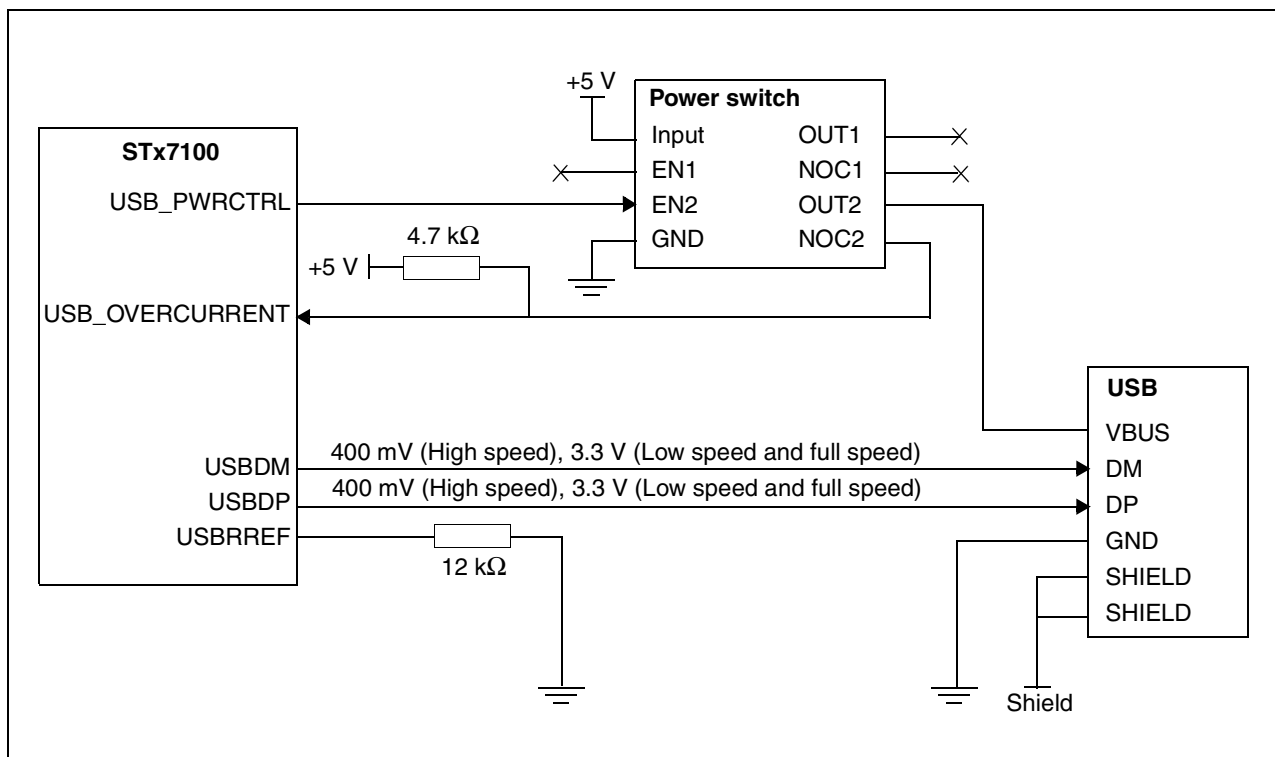 +5 V
Power switch
Input
OUT1
EN1
NOC1
EN2
OUT2
GND
NOC2
STx7100
USB_PWRCTRL
4.7 kΩ
+5 V
USB_OVERCURRENT
USBDM
400 mV (High speed), 3.3 V (Low speed and full speed)
USBDP
400 mV (High speed), 3.3 V (Low speed and full speed)
USBRREF
12 kΩ
USB
VBUS
DM
DP
GND
SHIELD
SHIELD
Shield